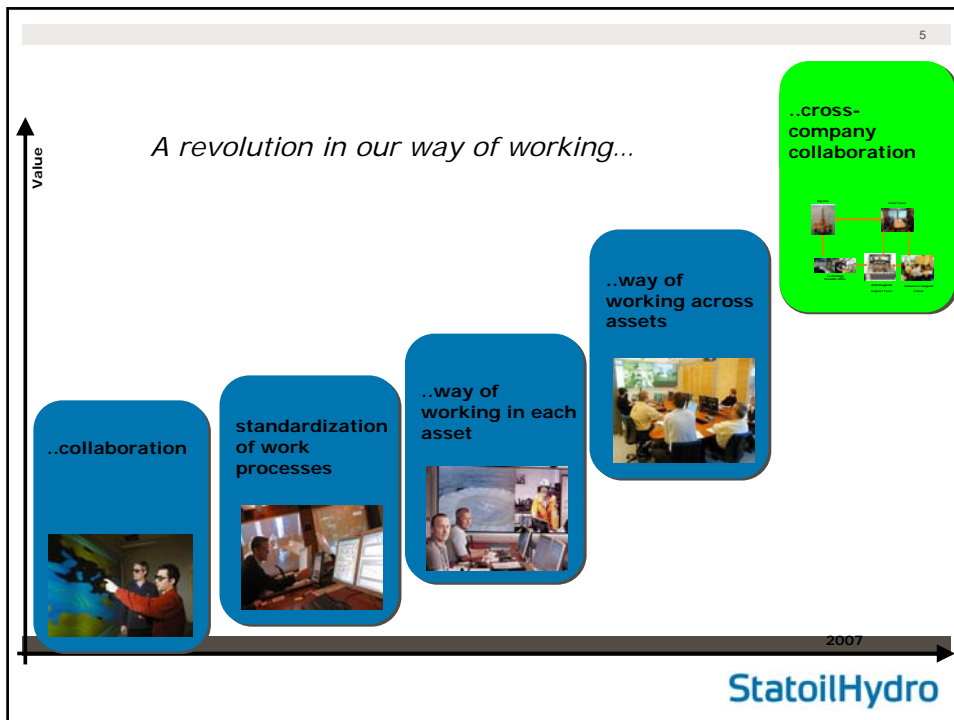 5
A revolution in our way of working...
Value
..cross-
company
collaboration
..way of
working across
assets
..way of
working in each
asset
standardization
of work
processes
..collaboration
2007
StatoilHydro